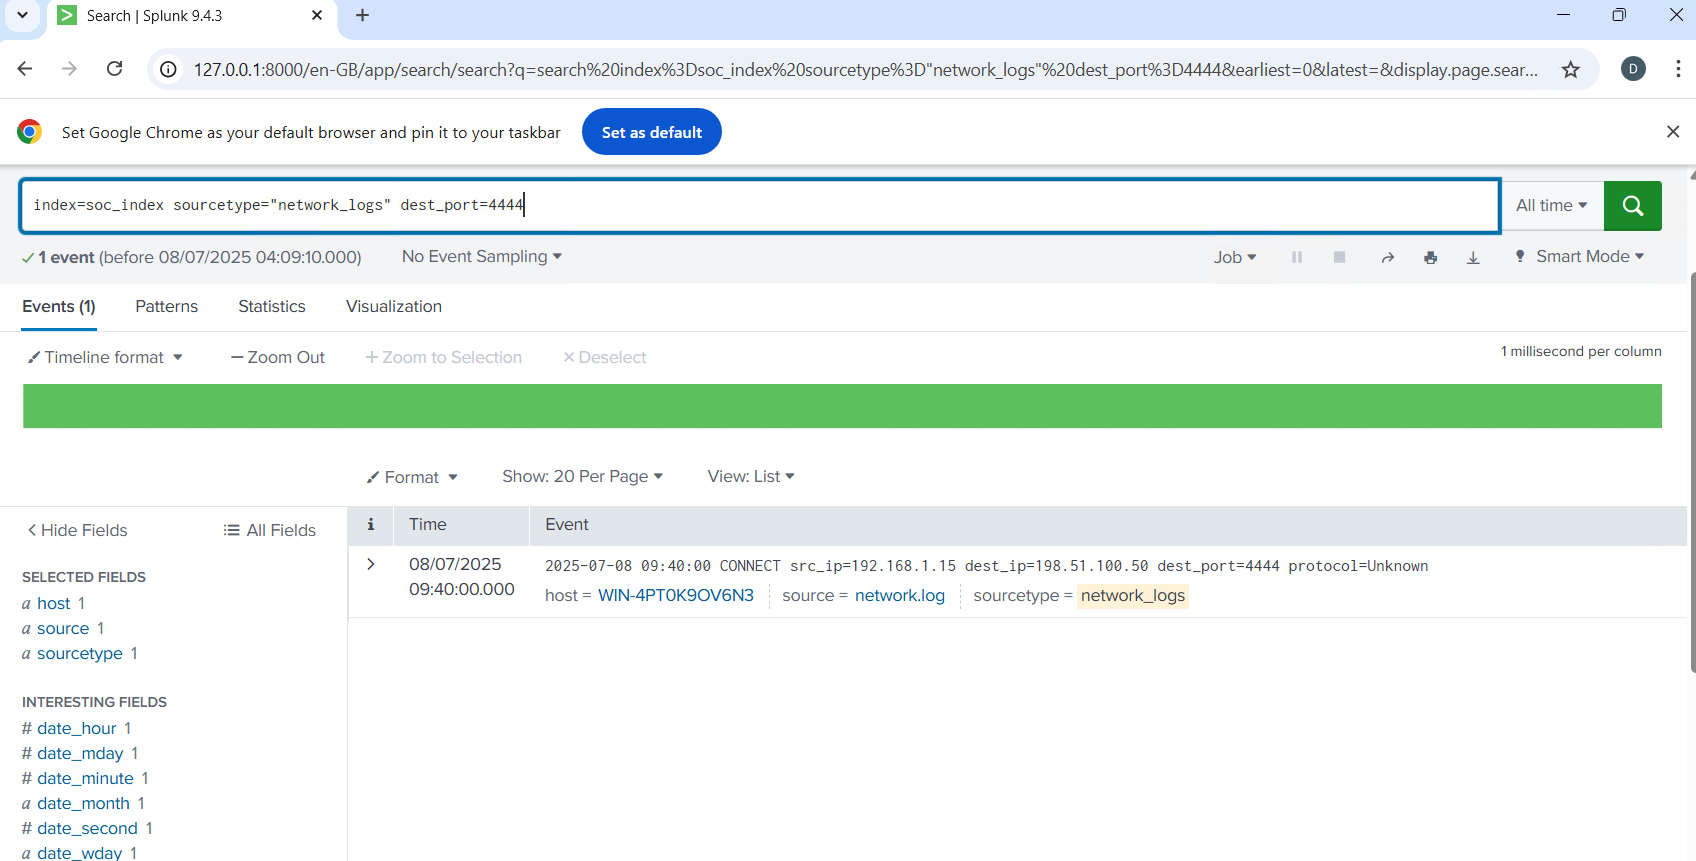 Search | Splunk 9.4.3
127.0.0.1:8000/en-GB/app/search/search?q=search%20index%3Dsoc_index%20sourcetype%3D"network_logs"%20dest_port%3D4444&earliest=0&latest=&display.page.sear...
D
Set Google Chrome as your default browser and pin it to your taskbar
Set as default
index=soc_index sourcetype="network_logs" dest_port=4444
All time
1 event (before 08/07/2025 04:09:10.000)
No Event Sampling
Job
Smart Mode
Events (1)
Patterns
Statistics
Visualization
Timeline format
Zoom Out
+ Zoom to Selection
× Deselect
1 millisecond per column
Format
Show: 20 Per Page
View: List
Hide Fields
All Fields
i
Time
Event
SELECTED FIELDS
a host 1
a source 1
a sourcetype 1
INTERESTING FIELDS
# date_hour 1
# date_mday 1
# date_minute 1
a date_month 1
# date_second 1
a date_wday 1
08/07/2025
09:40:00.000
2025-07-08 09:40:00 CONNECT src_ip=192.168.1.15 dest_ip=198.51.100.50 dest_port=4444 protocol=Unknown
host = WIN-4PT0K9OV6N3
source = network.log
sourcetype = network_logs